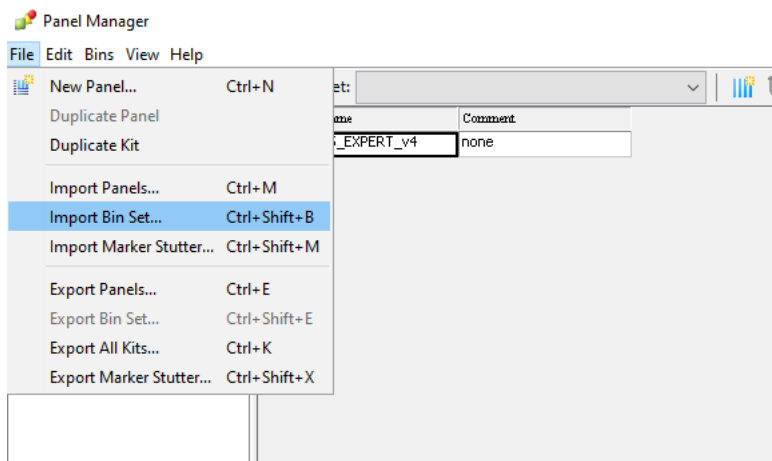 Panel Manager
File Edit Bins View Help
New Panel... Ctrl+N
et:
Duplicate Panel
Comment
Duplicate Kit
_EXPERT_v4 none
Import Panels... Ctrl+M
Import Bin Set... Ctrl+Shift+B
Import Marker Stutter... Ctrl+Shift+M
Export Panels... Ctrl+E
Export Bin Set... Ctrl+Shift+E
Export All Kits... Ctrl+K
Export Marker Stutter... Ctrl+Shift+X